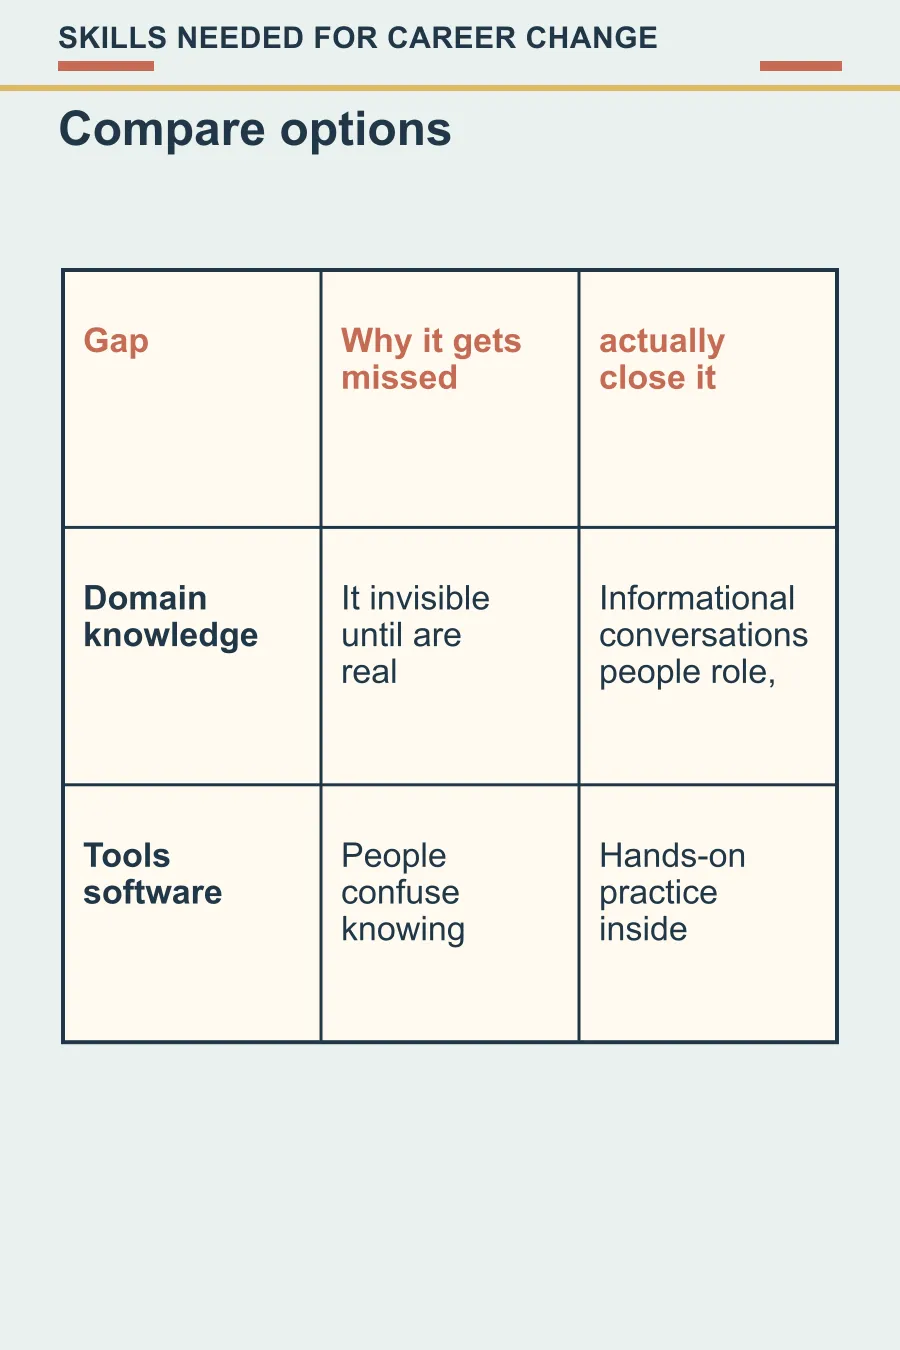 SKILLS NEEDED FOR CAREER CHANGE
Compare options
Gap
Why it gets
missed
actually
close it
Domain
knowledge
It invisible
until are
real
Informational
conversations
people role,
Tools
software
People
confuse
knowing
Hands-on
practice
inside